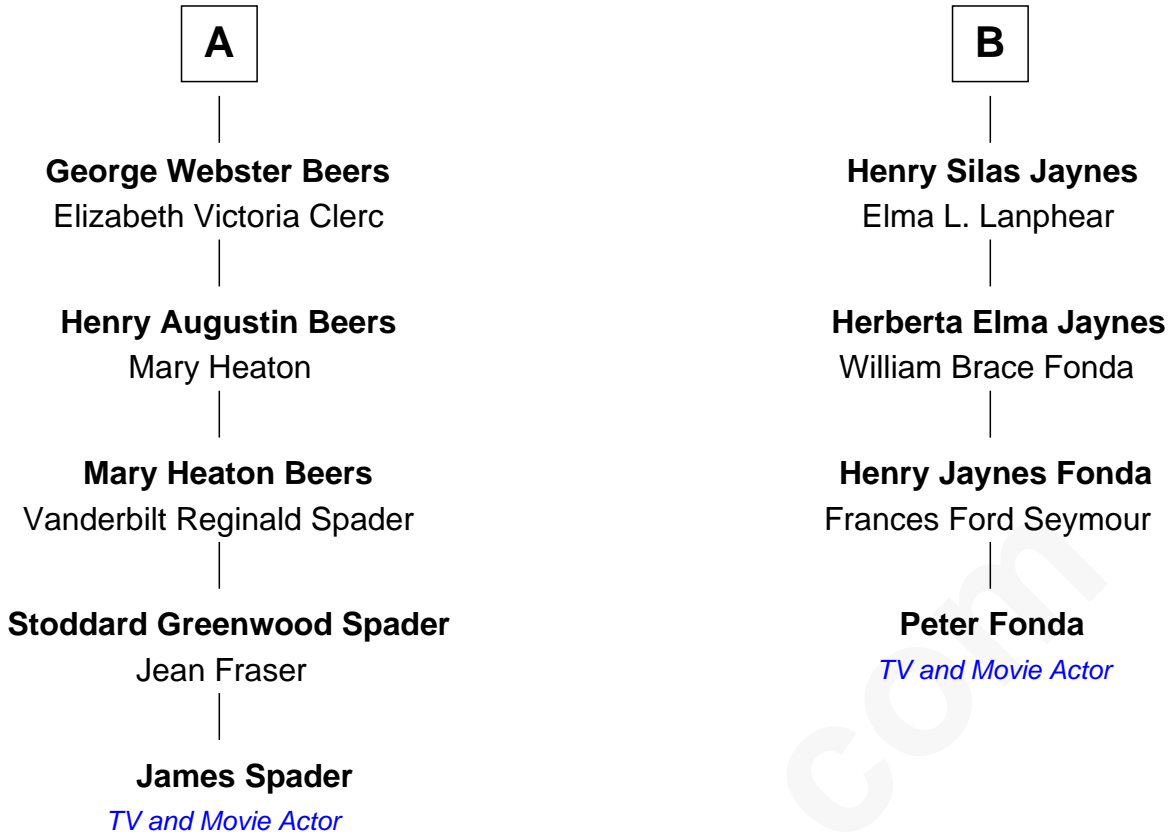 A
George Webster Beers
Elizabeth Victoria Clerc
Henry Augustin Beers
Mary Heaton
Mary Heaton Beers
Vanderbilt Reginald Spader
Stoddard Greenwood Spader
Jean Fraser
James Spader
TV and Movie Actor
B
Henry Silas Jaynes
Elma L. Lanphear
Herberta Elma Jaynes
William Brace Fonda
Henry Jaynes Fonda
Frances Ford Seymour
Peter Fonda
TV and Movie Actor
com